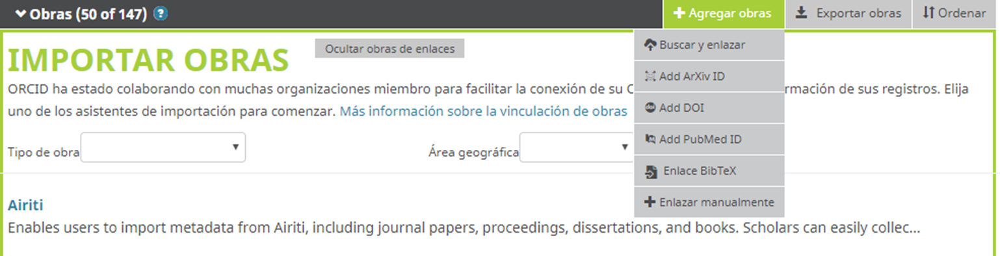 Obras (50 of 147) ?
Agregar obras
Exportar obras
Ordenar
IMPORTAR OBRAS
Ocultar obras de enlaces
Buscar y enlazar
Add ArXiv ID
Add DOI
Add PubMed ID
Enlace BibTeX
Enlazar manualmente
ORCID ha estado colaborando con muchas organizaciones miembro para facilitar la conexión de su rmación de sus registros. Elija
uno de los asistentes de importación para comenzar. Más información sobre la vinculación de obras
Tipo de obra
Área geográfica
Airiti
Enables users to import metadata from Airiti, including journal papers, proceedings, dissertations, and books. Scholars can easily collec...